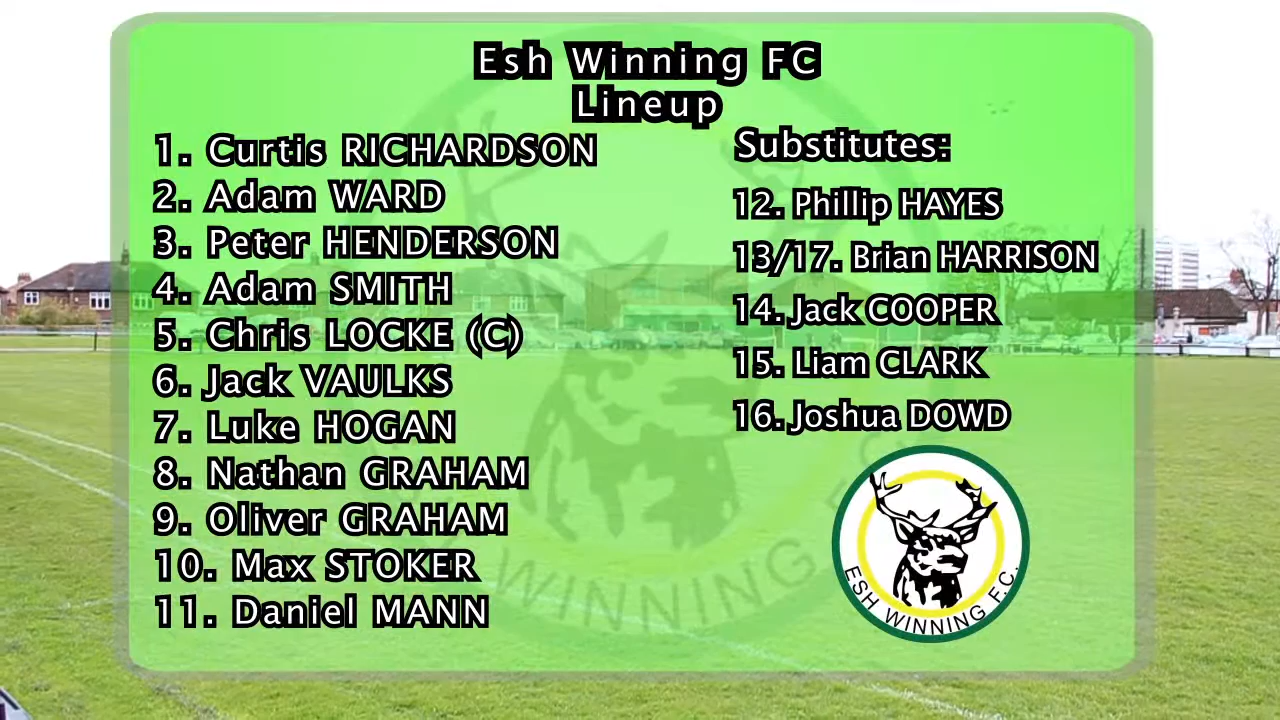 Esh Winning FC
Lineup
1. Curtis RICHARDSON
2. Adam WARD
3. Peter HENDERSON
4. Adam SMITH
5. Chris LOCKE (C)
6. Jack VAULKS
7. Luke HOGAN
8. Nathan GRAHAM
9. Oliver GRAHAM
10. Max STOKER
11. Daniel MANN
Substitutes:
12. Phillip HAYES
13/17. Brian HARRISON
14. Jack COOPER
15. Liam CLARK
16. Joshua DOWD
ESH WINNING F.C.
ESH WINNING F.C.